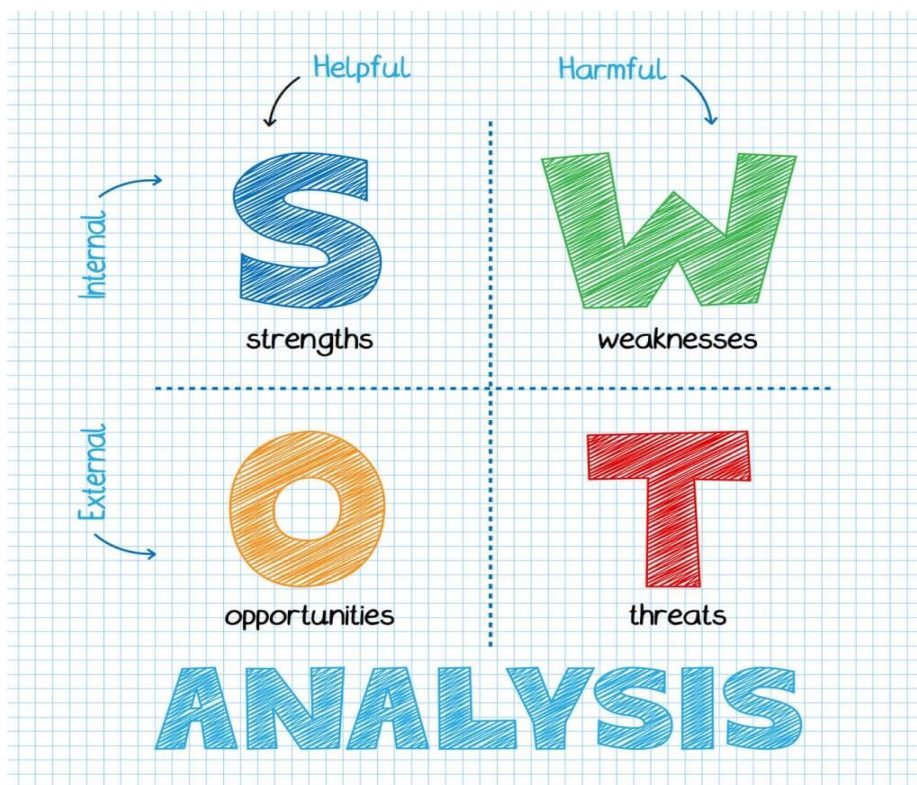 Helpful
Harmful
Internal
S
W
strengths
weaknesses
External
O
T
opportunities
threats
ANALYSIS